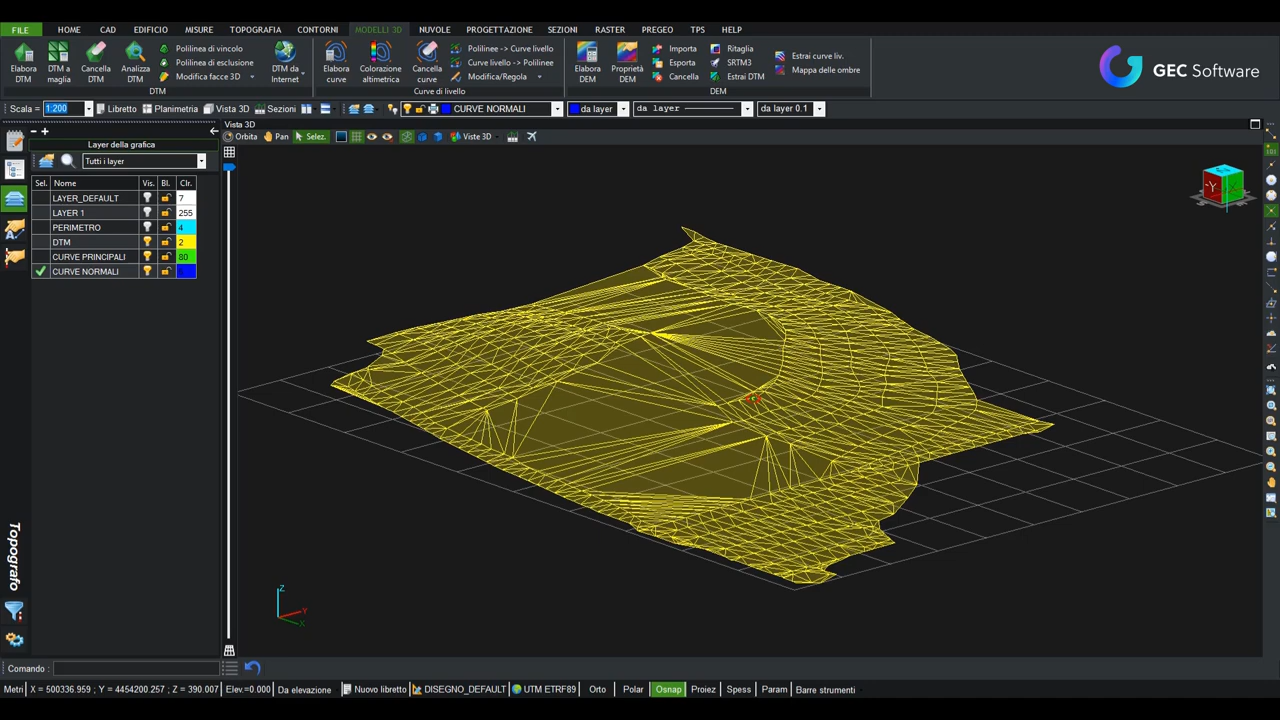 FILE HOME CAD EDIFICIO MISURE TOPOGRAFIA CONTORNI MODELLI 3D NUVOLE PROGETTAZIONE SEZIONI RASTER PREGEO TPS HELP
Elabora DTM
DTM a maglia
Cancella DTM
Analizza DTM
Polilinea di vincolo
Polilinea di esclusione
Modifica facce 3D
DTM da Internet
DTM
Elabora curve
Colorazione altimetrica
Cancella curve
Polilinee -> Curve livello
Curve livello -> Polilinee
Modifica/Regola
Curve di livello
Elabora DEM
Proprietà DEM
Importa
Esporta
Cancella
Ritaglia
SRTM3
Estrai DTM
DEM
Estrai curve liv.
Mappa delle ombre
GEC Software
Scala = 1:200 Libretto Planimetria Vista 3D Sezioni CURVE NORMALI da layer da layer da layer 0.1
Vista 3D
Orbita Pan Selez. Viste 3D
Layer della grafica
Tutti i layer
Sel. Nome Vis. Bl. Clr.
LAYER_DEFAULT 7
LAYER 1 255
PERIMETRO 4
DTM 2
CURVE PRINCIPALI 80
CURVE NORMALI
-Y X
Z
Y
X
Topografo
Comando :
Metri X = 500336.959 ; Y = 4454200.257 ; Z = 390.007 Elev.=0.000 Da elevazione Nuovo libretto DISEGNO_DEFAULT UTM ETRF89 Orto Polar Osnap Proiez Spess Param Barre strumenti